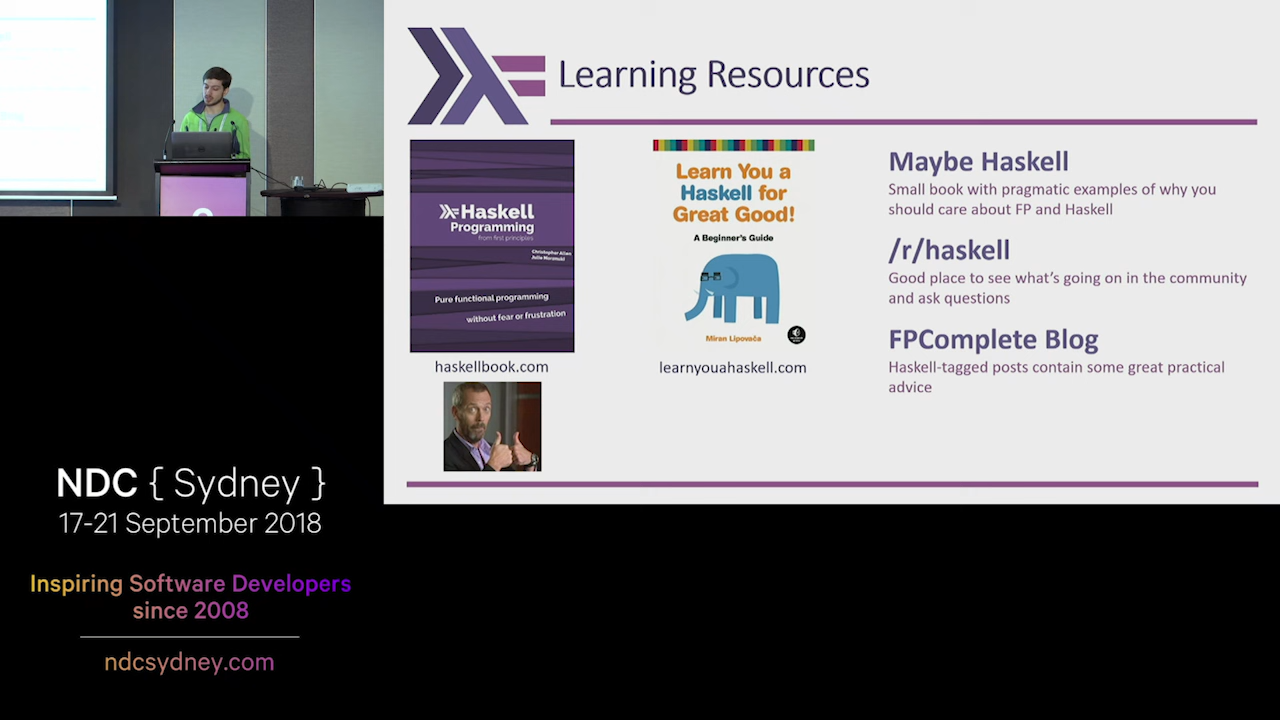 Learning Resources
Haskell
Programming
from first principles
Christopher Allen
Julie Moronuki
Pure functional programming
without fear or frustration
haskellbook.com
Learn You a
Haskell for
Great Good!
A Beginner's Guide
Miran Lipovača
learnyouahaskell.com
Maybe Haskell
Small book with pragmatic examples of why you
should care about FP and Haskell
/r/haskell
Good place to see what's going on in the community
and ask questions
FPComplete Blog
Haskell-tagged posts contain some great practical
advice
NDC { Sydney }
17-21 September 2018
Inspiring Software Developers
since 2008
ndcsydney.com